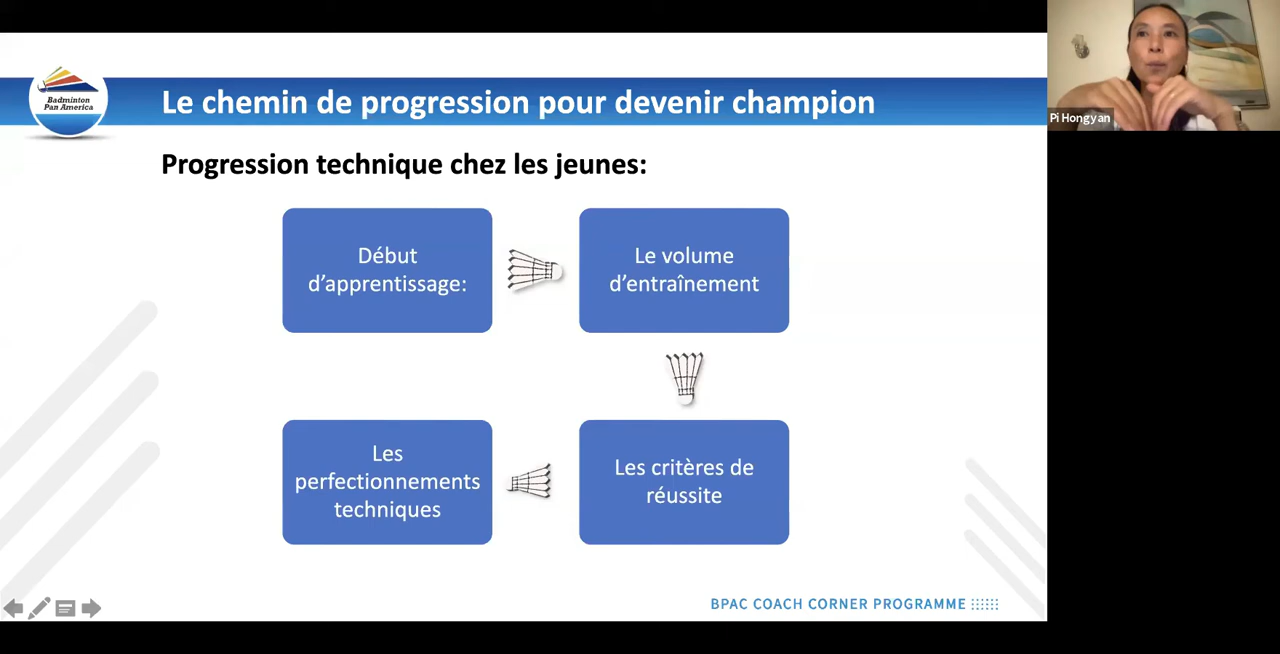 Badminton
Pan America
Le chemin de progression pour devenir champion
Pi Hongyan
Progression technique chez les jeunes:
Début
d’apprentissage:
Le volume
d’entraînement
Les
perfectionnements
techniques
Les critères de
réussite
BPAC COACH CORNER PROGRAMME